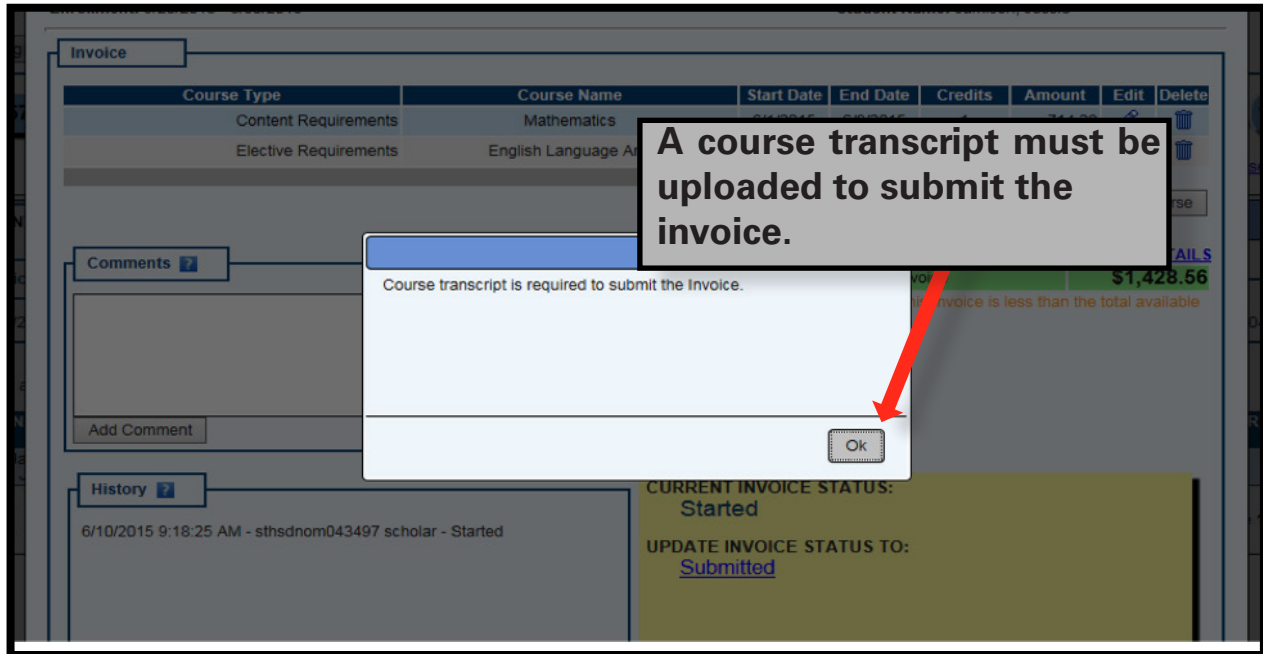 Invoice
Course Type Course Name Start Date End Date Credits Amount Edit Delete
Content Requirements Mathematics
Elective Requirements English Language
A course transcript must be
uploaded to submit the
invoice.
Comments ?
$1,428.56
Course transcript is required to submit the Invoice.
invoice is less than the total available
Add Comment
Ok
History ?
6/10/2015 9:18:25 AM - sthsdnom043497 scholar - Started
CURRENT INVOICE STATUS:
Started
UPDATE INVOICE STATUS TO:
Submitted